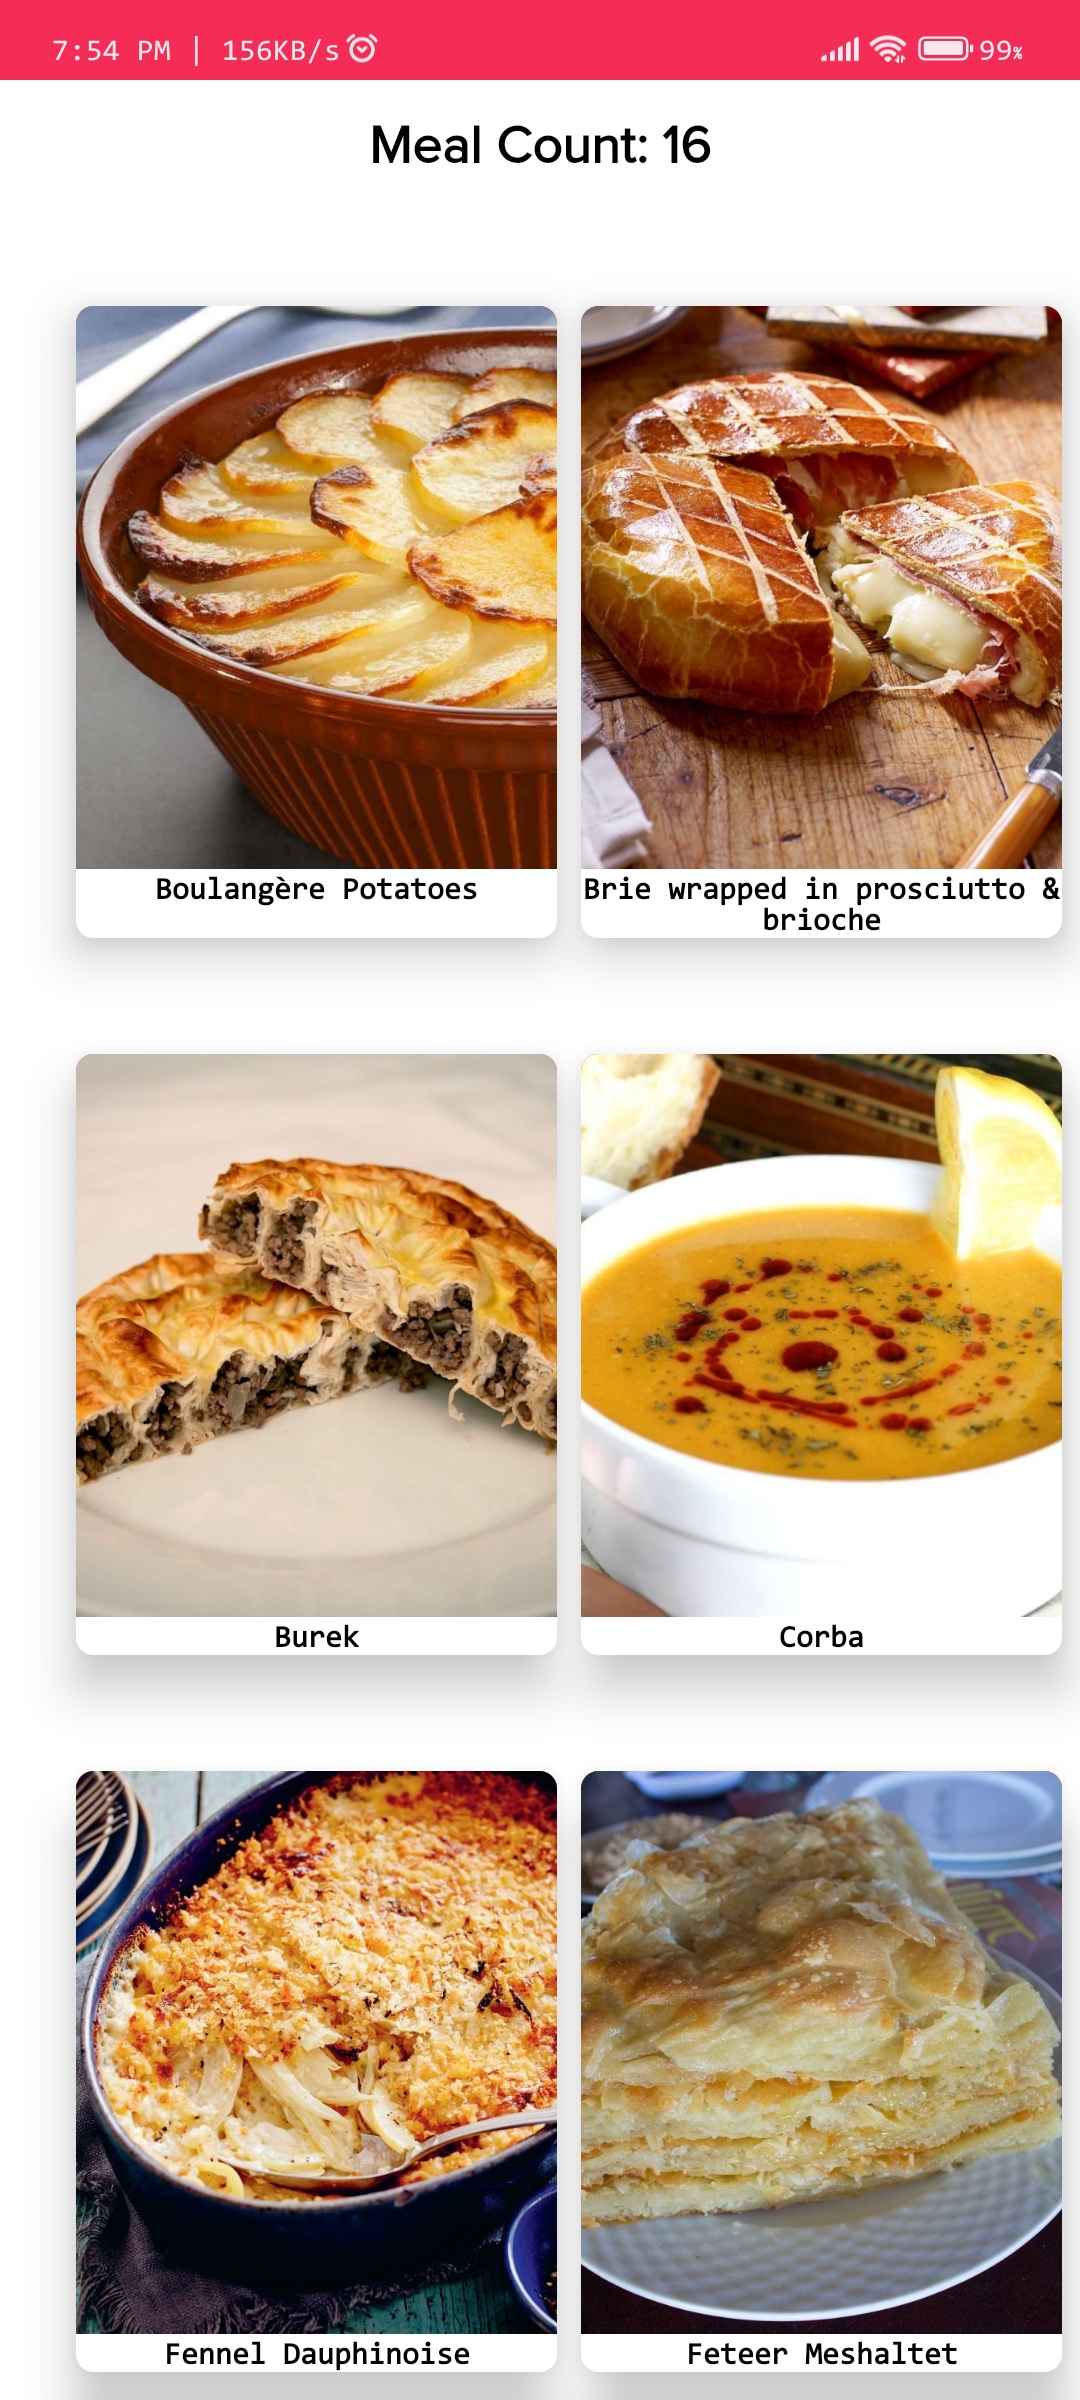 7:54 PM | 156KB/s
99%
Meal Count: 16
Boulangère Potatoes
Brie wrapped in prosciutto &
brioche
Burek
Corba
Fennel Dauphinoise
Feteer Meshaltet